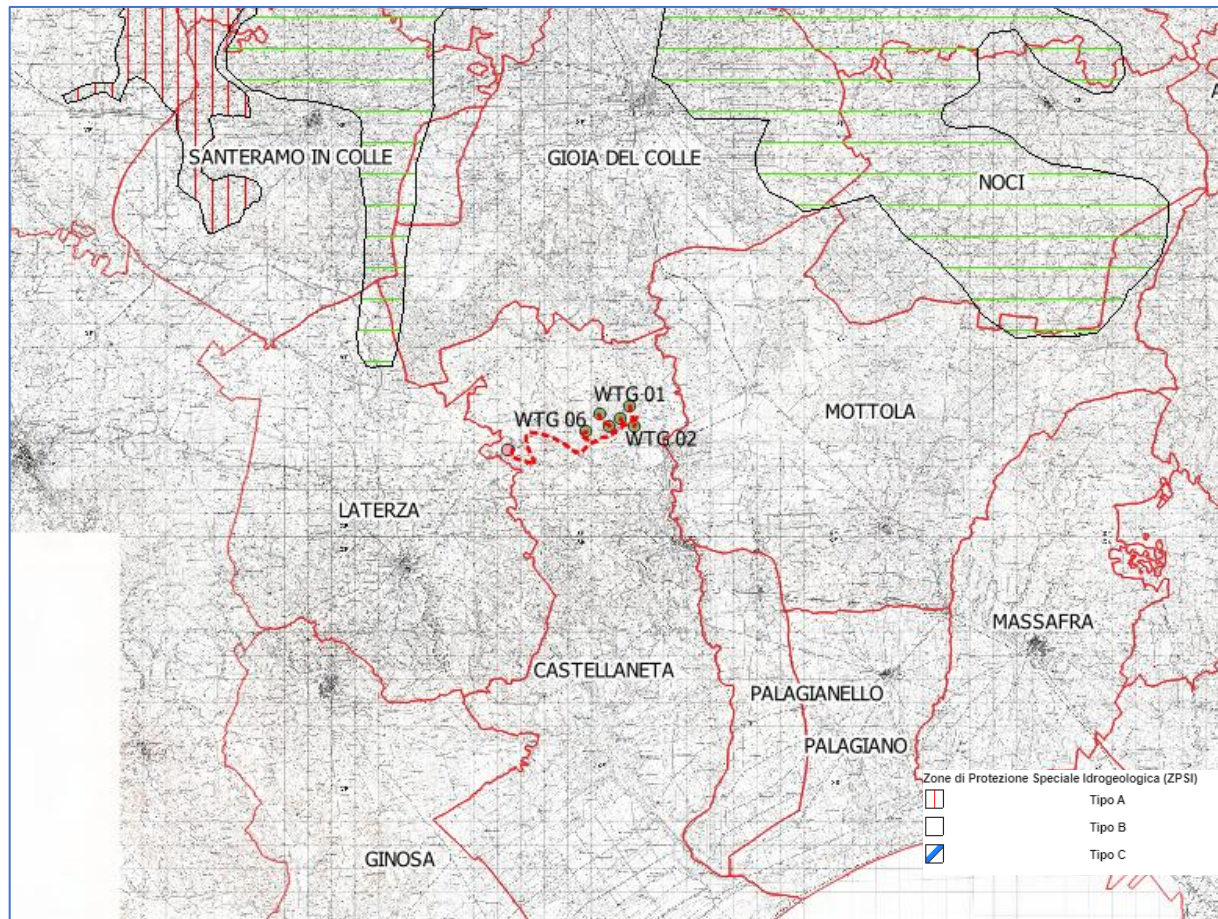 SANTERAMO IN COLLE
GIOIA DEL COLLE
NOCI
WTG 01
WTG 06
WTG 02
MOTTOLA
LATERZA
MASSAFRA
CASTELLANETA
PALAGIANELLO
PALAGIANO
GINOSA
Zone di Protezione Speciale Idrogeologica (ZPSI)
Tipo A
Tipo B
Tipo C